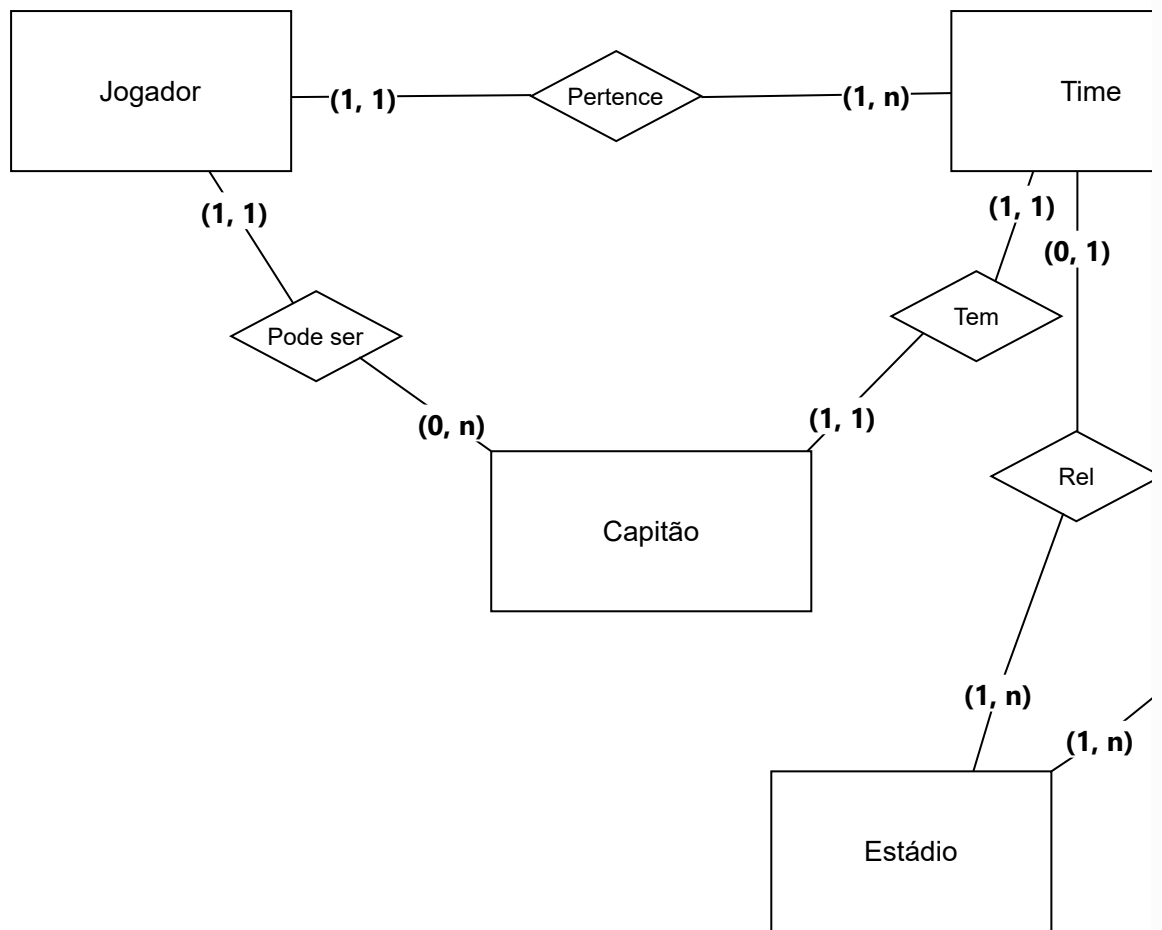 Jogador
(1, 1)
Pertence
(1, n)
Time
(1, 1)
(1, 1)
(0, 1)
Pode ser
Tem
(0, n)
(1, 1)
Rel
Capitão
(1, n)
(1, n)
Estádio